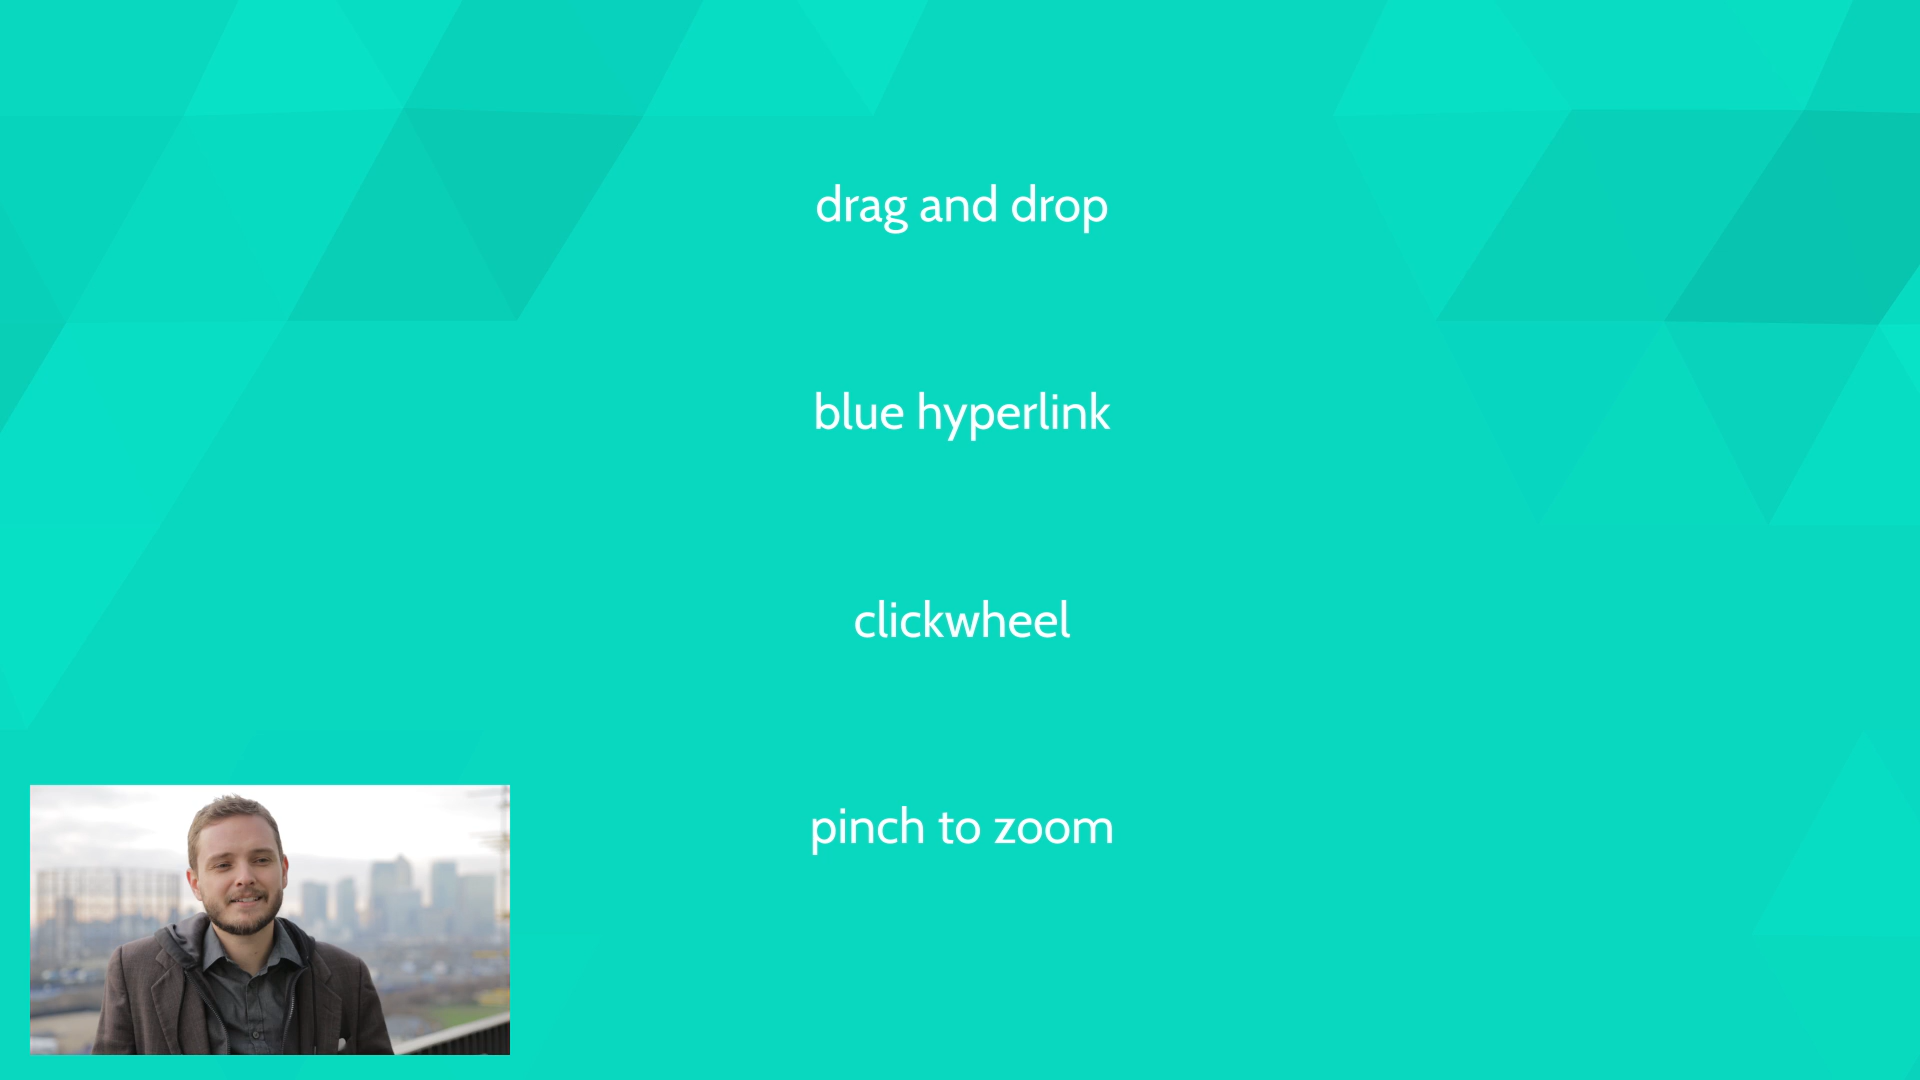 drag and drop
blue hyperlink
clickwheel
pinch to zoom